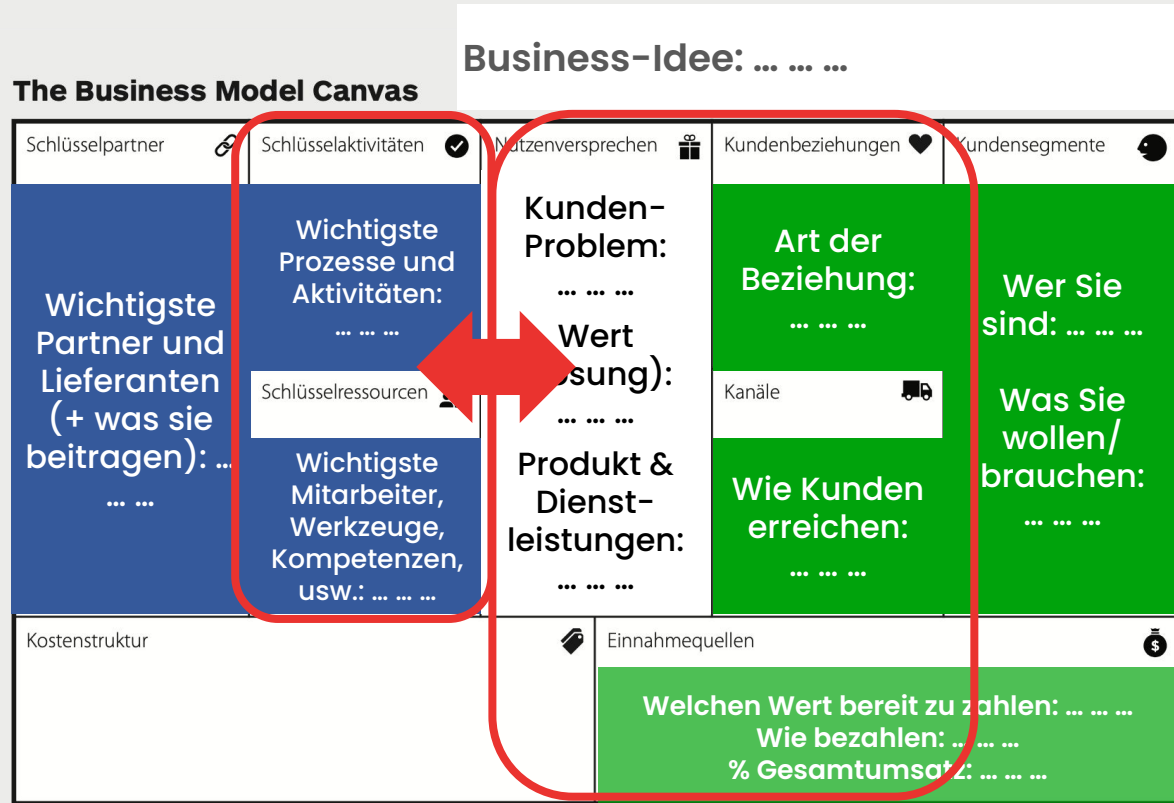 Business-Idee: ... ... ...
The Business Model Canvas
Schlüsselpartner
Wichtigste
Partner und
Lieferanten
(+ was sie
beitragen): ...
... ...
Schlüsselaktivitäten
Wichtigste
Prozesse und
Aktivitäten:
... ... ...
Schlüsselressourcen
Wichtigste
Mitarbeiter,
Werkzeuge,
Kompetenzen,
usw.: ... ... ...
Nutzenversprechen
Kunden-
Problem:
... ... ...
Wert
... ... ...
Produkt &
Dienst-
leistungen:
... ... ...
Kundenbeziehungen
Art der
Beziehung:
... ... ...
Kanäle
Wie Kunden
erreichen:
... ... ...
Kundensegmente
Wer Sie
sind: ... ... ...
Was Sie
wollen/
brauchen:
... ... ...
Kostenstruktur
Einnahmequellen
$
Welchen Wert bereit zu zahlen: ... ... ...
Wie bezahlen: ... ... ...
% Gesamtumsatz: ... ... ...